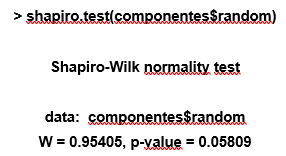 > shapiro.test(componentes$random)
Shapiro-Wilk normality test
data: componentes$random
W = 0.95405, p-value = 0.05809